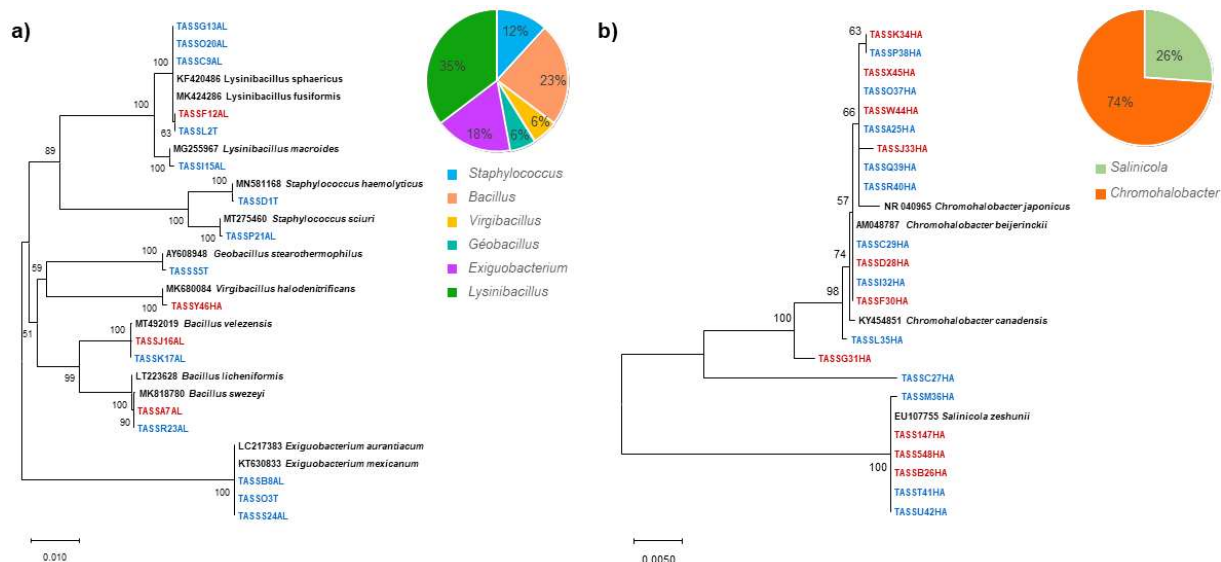 a)
TASSG13AL
TASSO20AL
TASSC9AL
100
KF420486 Lysinibacillus sphaericus
100
MK424286 Lysinibacillus fusiformis
TASSF12AL
63
TASSL2T
MG255967 Lysinibacillus macroides
100
TASSI15AL
89
MN581168 Staphylococcus haemolyticus
100
TASSD1T
100
MT275460 Staphylococcus sciuri
100
TASSP21AL
AY608948 Geobacillus stearothermophilus
100
TASSS5T
59
MK680084 Virgibacillus halodenitrificans
100
TASSY46HA
51
MT492019 Bacillus velezensis
100
TASSJ16AL
TASSK17AL
99
LT223628 Bacillus licheniformis
MK818780 Bacillus swezeyi
100
TASSA7AL
90
TASSR23AL
LC217383 Exiguobacterium aurantiacum
KT630833 Exiguobacterium mexicanum
TASSB8AL
100
TASSO3T
TASSS24AL
0.010
12%
23%
6%
6%
18%
35%
Staphylococcus
Bacillus
Virgibacillus
Géobacillus
Exiguobacterium
Lysinibacillus
b)
63
TASSK34HA
TASSP38HA
TASSX45HA
TASSO37HA
66
TASSW44HA
TASSA25HA
TASSJ33HA
TASSQ39HA
TASSR40HA
57
NR 040965 Chromohalobacter japonicus
AM048787 Chromohalobacter beijerinckii
TASSC29HA
74
TASSD28HA
98
TASSI32HA
TASSF30HA
100
KY454851 Chromohalobacter canadensis
TASSL35HA
TASSG31HA
TASSC27HA
TASSM36HA
EU107755 Salinicola zeshunii
TASS147HA
TASS548HA
100
TASSB26HA
TASST41HA
TASSU42HA
0.0050
26%
74%
Salinicola
Chromohalobacter